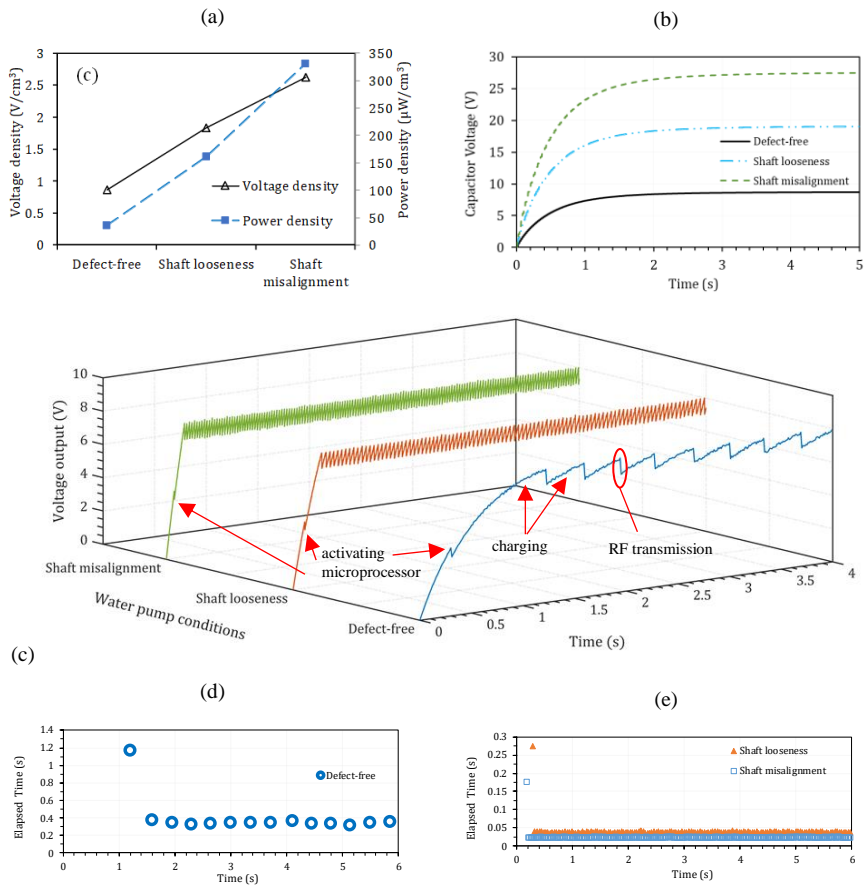 (a)
3
2.5
2
1.5
1
0.5
0
Voltage density (V/cm³)
(c)
Voltage density
Power density
350
300
250
200
150
100
50
0
Power density (µW/cm³)
Defect-free
Shaft looseness
Shaft
misalignment
(b)
30
25
20
15
10
5
0
Capacitor Voltage (V)
Defect-free
Shaft looseness
Shaft misalignment
0 1 2 3 4 5
Time (s)
10
8
6
4
2
0
Voltage output (V)
Shaft misalignment
Shaft looseness
Defect-free
Water pump conditions
activating
microprocessor
charging
RF transmission
0 0.5 1 1.5 2 2.5 3 3.5 4
Time (s)
(c)
(d)
1.4
1.2
1
0.8
0.6
0.4
0.2
0
Elapsed Time (s)
Defect-free
0 1 2 3 4 5 6
Time (s)
(e)
0.3
0.25
0.2
0.15
0.1
0.05
0
Elapsed Time (s)
Shaft looseness
Shaft misalignment
0 1 2 3 4 5 6
Time (s)